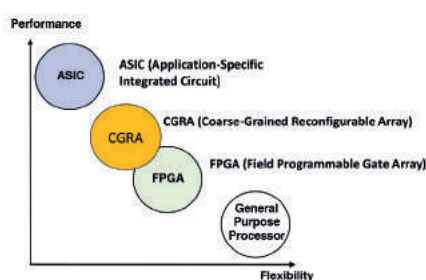 Performance
ASIC
ASIC (Application-Specific
Integrated Circuit)
CGRA
CGRA (Coarse-Grained Reconfigurable Array)
FPGA
FPGA (Field Programmable Gate Array)
General
Purpose
Processor
Flexibility